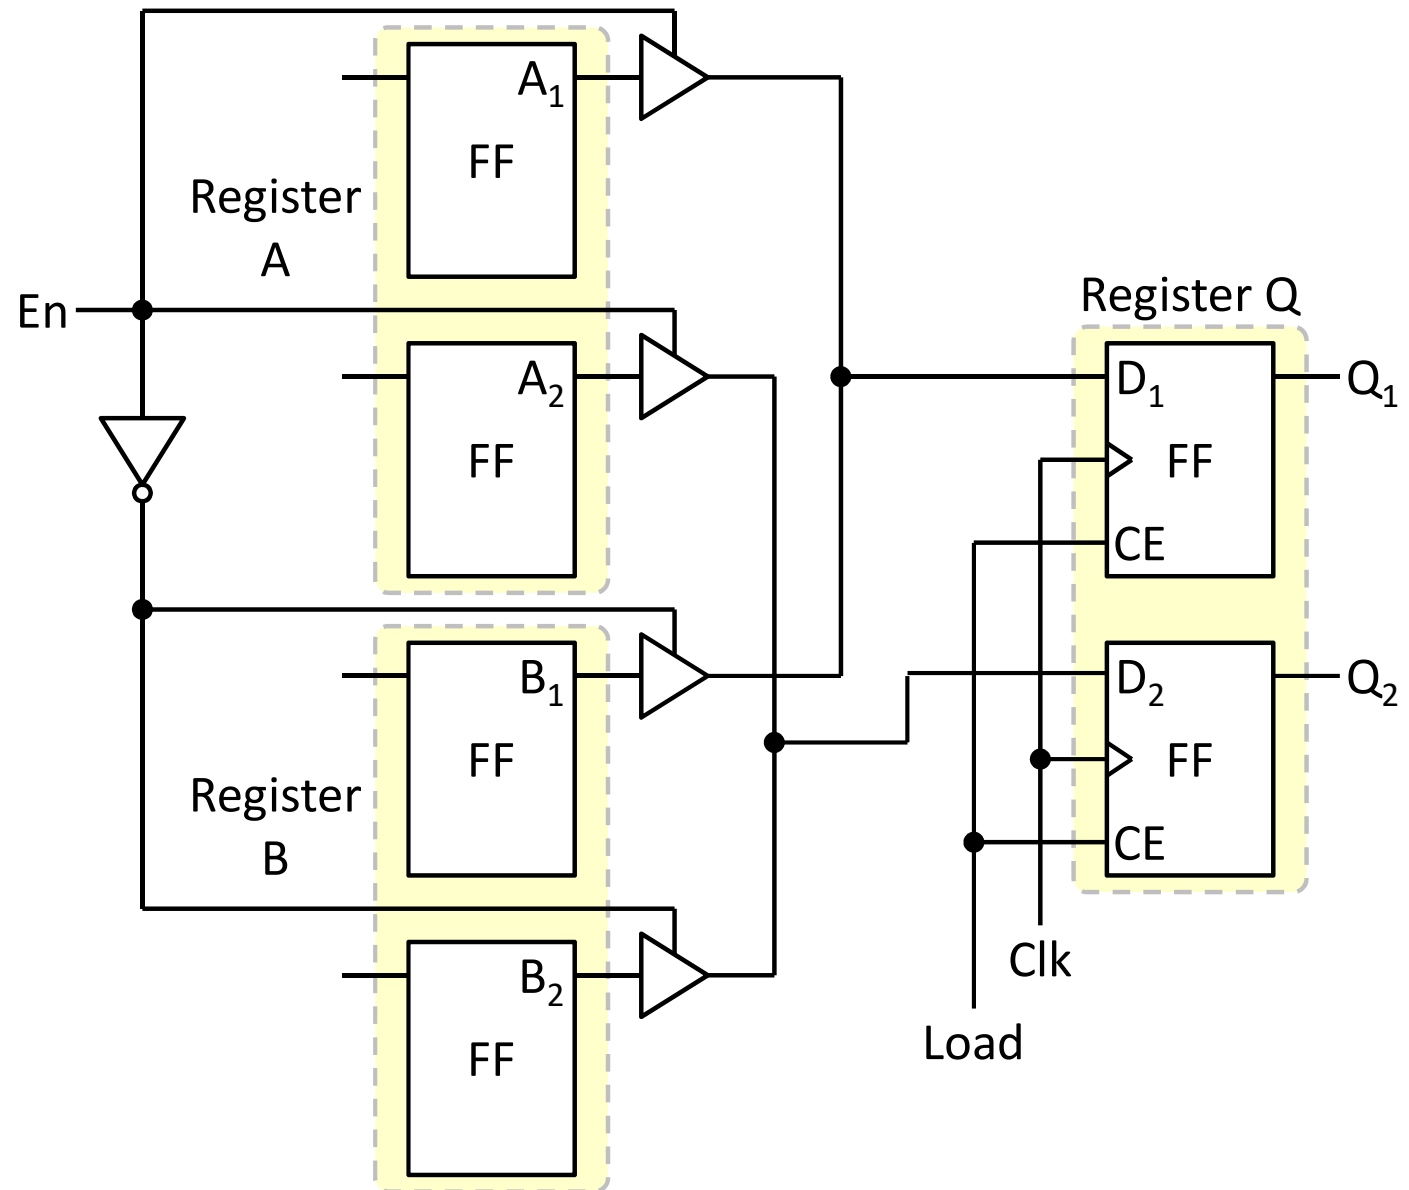 A₁
FF
Register
A
En
A₂
FF
B₁
FF
Register
B
B₂
FF
Register Q
D₁
FF
CE
Q₁
D₂
FF
CE
Q₂
Clk
Load